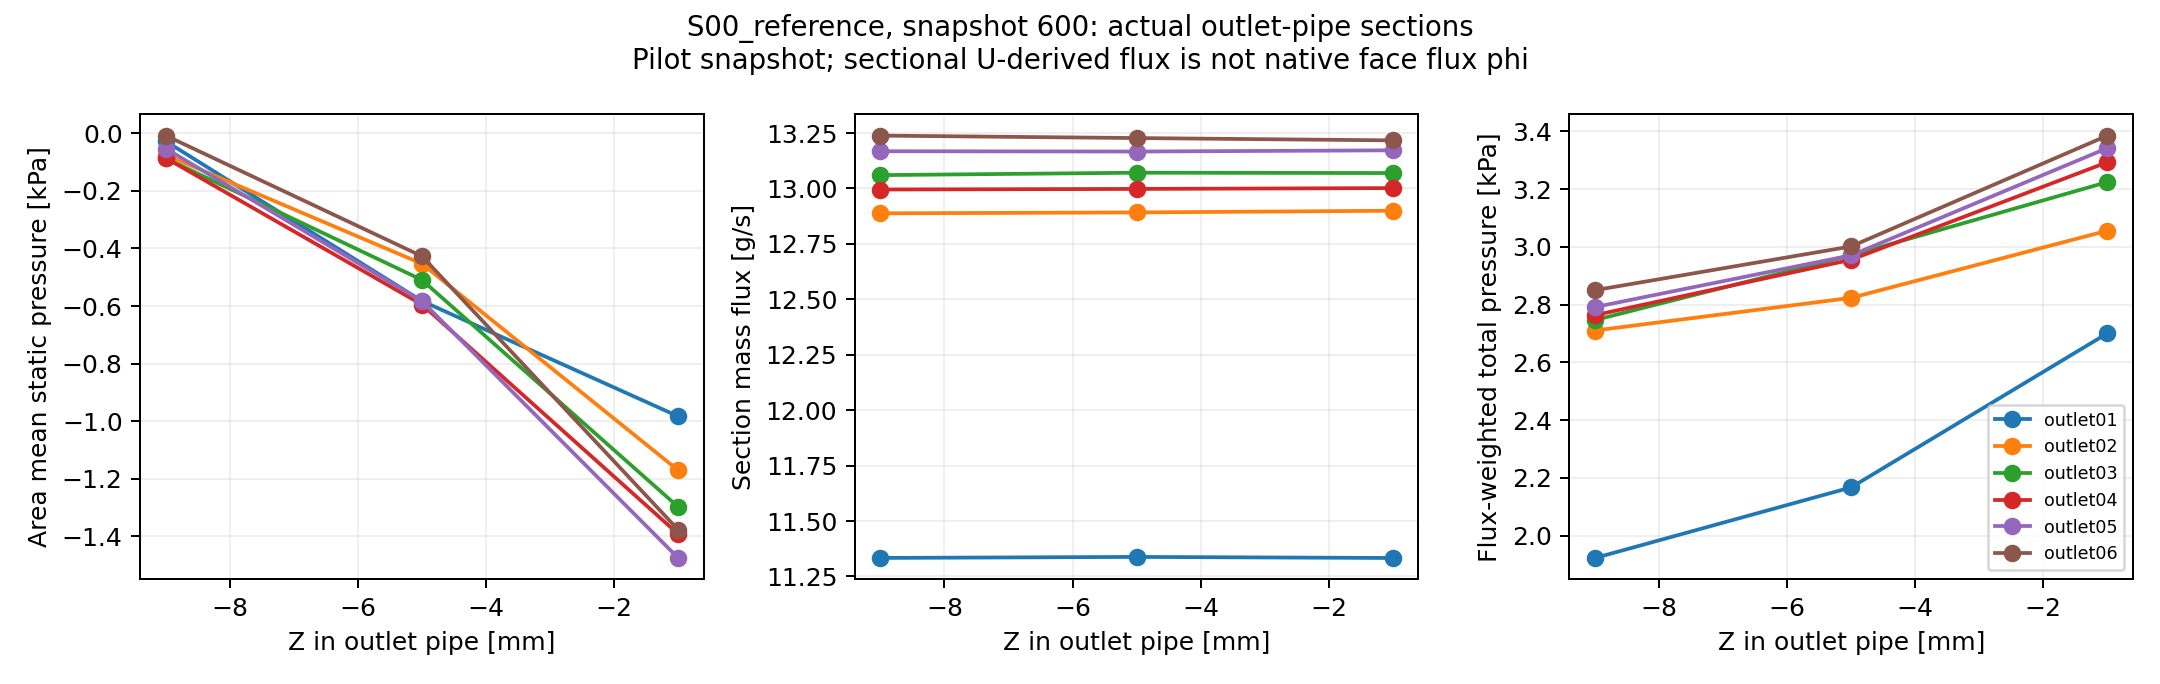 S00_reference, snapshot 600: actual outlet-pipe sections
Pilot snapshot; sectional U-derived flux is not native face flux phi
Area mean static pressure [kPa]
0.0
−0.2
−0.4
−0.6
−0.8
−1.0
−1.2
−1.4
−8
−6
−4
−2
Z in outlet pipe [mm]
Section mass flux [g/s]
13.25
13.00
12.75
12.50
12.25
12.00
11.75
11.50
11.25
−8
−6
−4
−2
Z in outlet pipe [mm]
Flux-weighted total pressure [kPa]
3.4
3.2
3.0
2.8
2.6
2.4
2.2
2.0
−8
−6
−4
−2
Z in outlet pipe [mm]
outlet01
outlet02
outlet03
outlet04
outlet05
outlet06